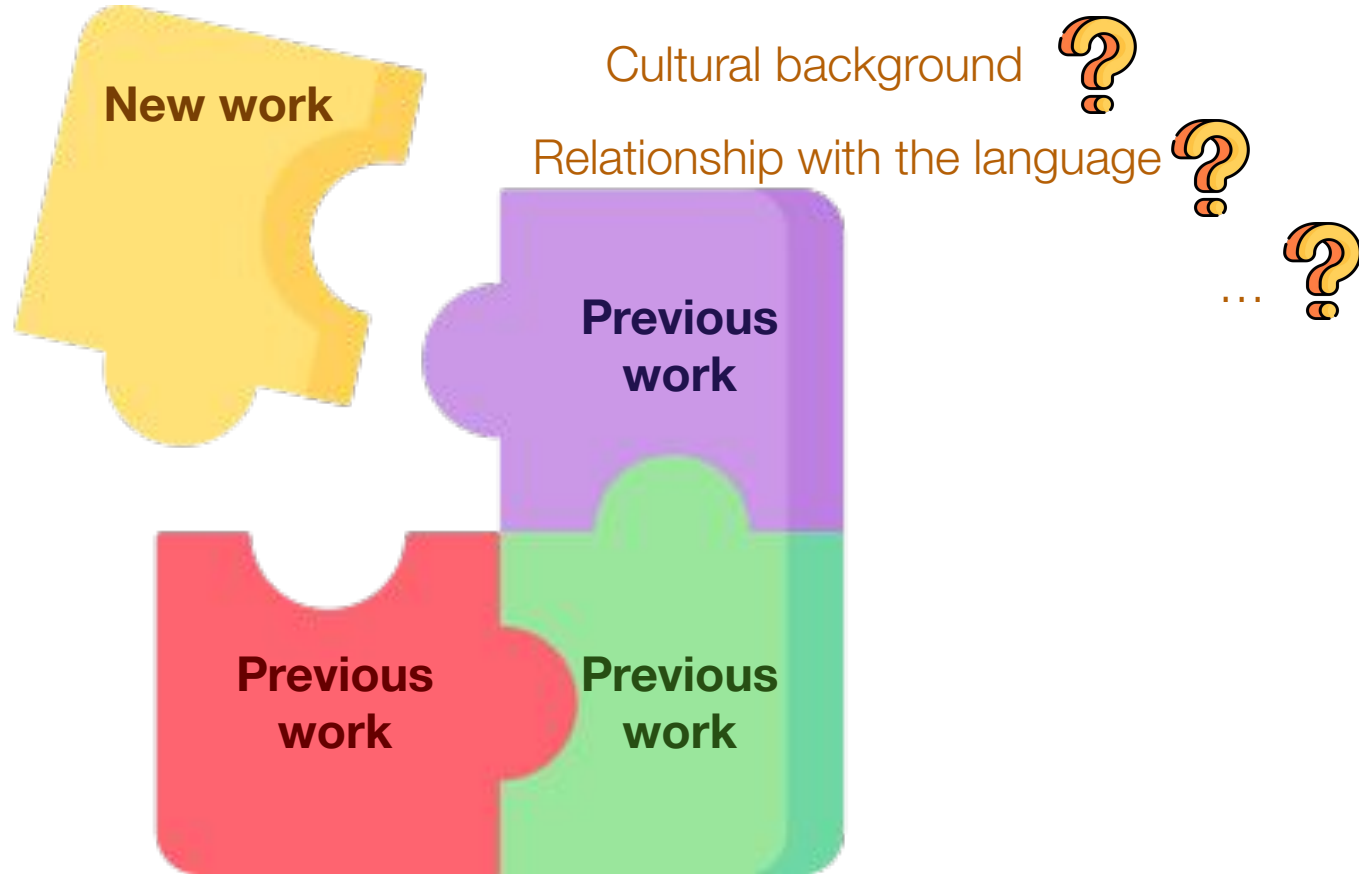 New work
Cultural background ?
Relationship with the language ?
... ?
Previous
work
Previous
work
Previous
work